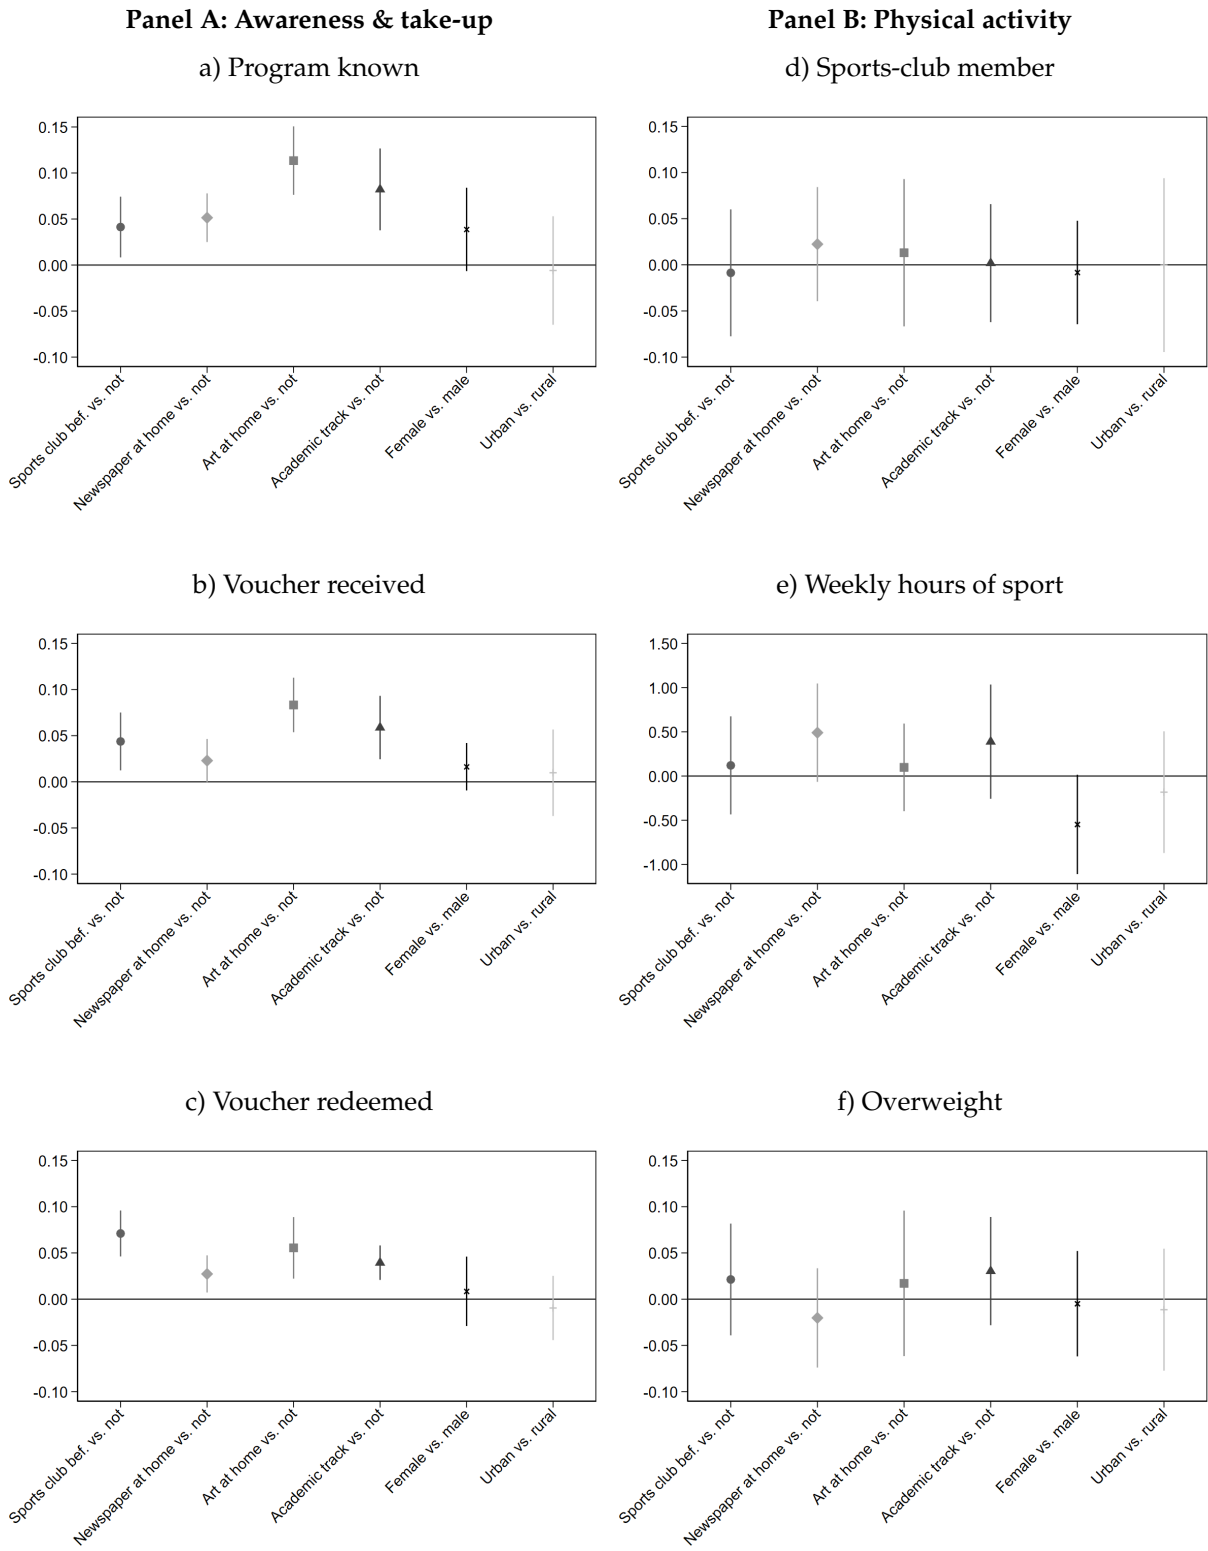 Panel A: Awareness & take-up
a) Program known
0.15
0.10
0.05
0.00
-0.05
-0.10
Sports club bef. vs. not
Newspaper at home vs. not
Art at home vs. not
Academic track vs. not
Female vs. male
Urban vs. rural
b) Voucher received
0.15
0.10
0.05
0.00
-0.05
-0.10
Sports club bef. vs. not
Newspaper at home vs. not
Art at home vs. not
Academic track vs. not
Female vs. male
Urban vs. rural
c) Voucher redeemed
0.15
0.10
0.05
0.00
-0.05
-0.10
Sports club bef. vs. not
Newspaper at home vs. not
Art at home vs. not
Academic track vs. not
Female vs. male
Urban vs. rural
Panel B: Physical activity
d) Sports-club member
0.15
0.10
0.05
0.00
-0.05
-0.10
Sports club bef. vs. not
Newspaper at home vs. not
Art at home vs. not
Academic track vs. not
Female vs. male
Urban vs. rural
e) Weekly hours of sport
1.50
1.00
0.50
0.00
-0.50
-1.00
Sports club bef. vs. not
Newspaper at home vs. not
Art at home vs. not
Academic track vs. not
Female vs. male
Urban vs. rural
f) Overweight
0.15
0.10
0.05
0.00
-0.05
-0.10
Sports club bef. vs. not
Newspaper at home vs. not
Art at home vs. not
Academic track vs. not
Female vs. male
Urban vs. rural